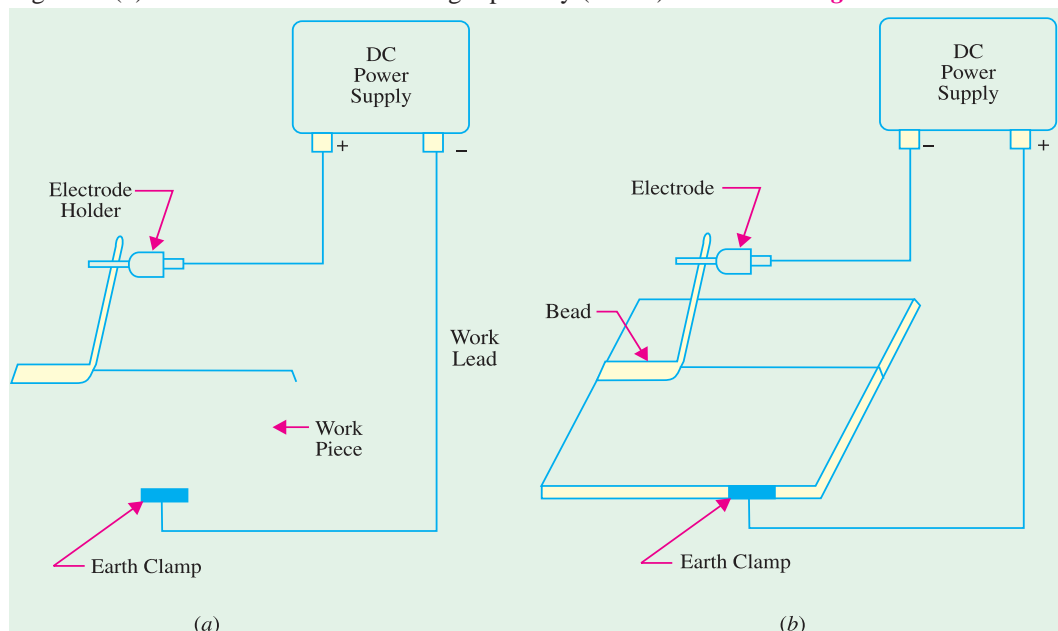 DC
Power
Supply
+
–
Electrode
Holder
Work
Lead
Work
Piece
Earth Clamp
(a)
DC
Power
Supply
–
+
Electrode
Bead
Earth Clamp
(b)